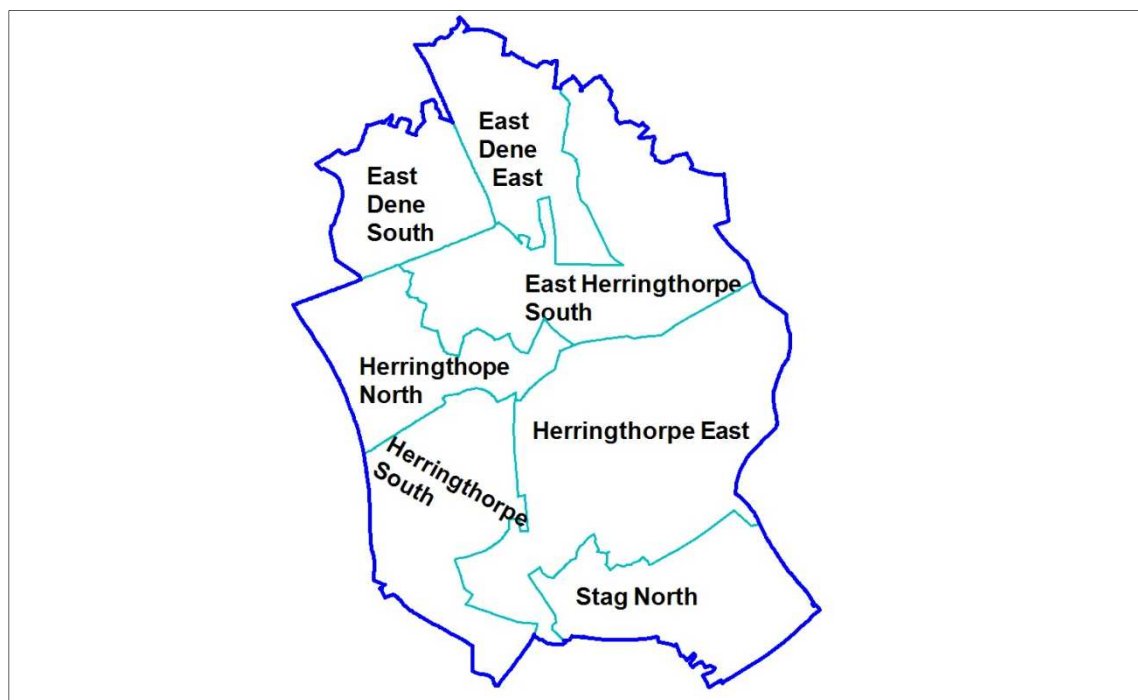 East
Dene
East
East
Dene
South
East Herringthorpe
South
Herringthope
North
Herringthorpe East
Herringthorpe
South
Stag North